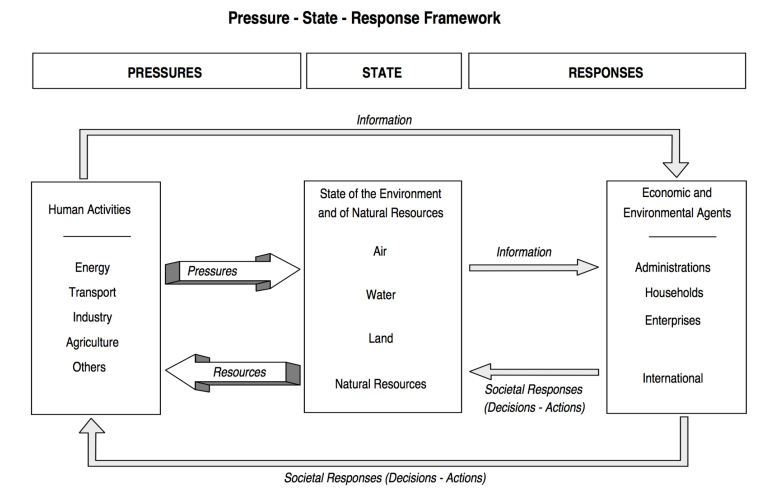 Pressure - State - Response Framework
PRESSURES
STATE
RESPONSES
Information
Human Activities
Energy
Transport
Industry
Agriculture
Others
Pressures
Resources
State of the Environment
and of Natural Resources
Air
Water
Land
Natural Resources
Information
Societal Responses
(Decisions - Actions)
Economic and
Environmental Agents
Administrations
Households
Enterprises
International
Societal Responses (Decisions - Actions)